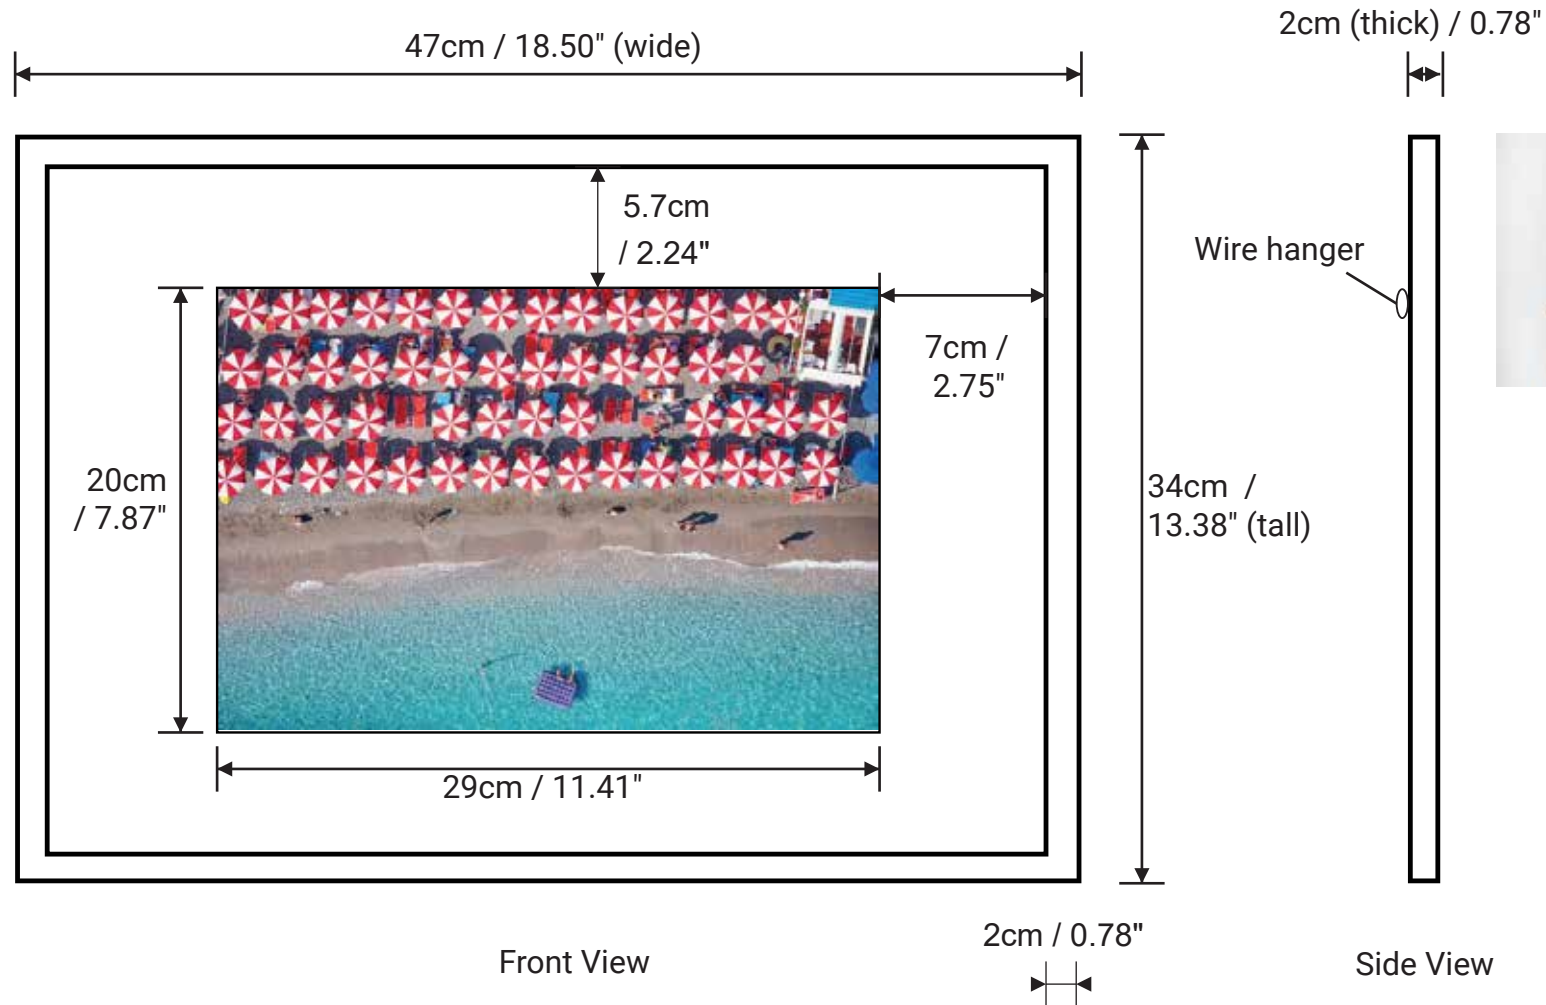 2cm (thick) / 0.78"
47cm / 18.50" (wide)
5.7cm
/ 2.24"
Wire hanger
7cm /
2.75"
20cm
/ 7.87"
34cm  /
13.38" (tall)
29cm / 11.41"
2cm / 0.78"
Front View
Side View